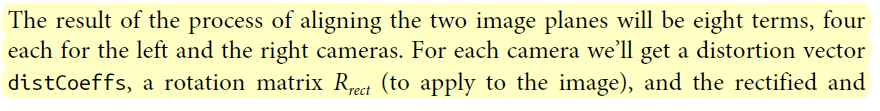 The result of the process of aligning the two image planes will be eight terms, four
each for the left and the right cameras. For each camera we’ll get a distortion vector
distCoeffs, a rotation matrix Rrect (to apply to the image), and the rectified and